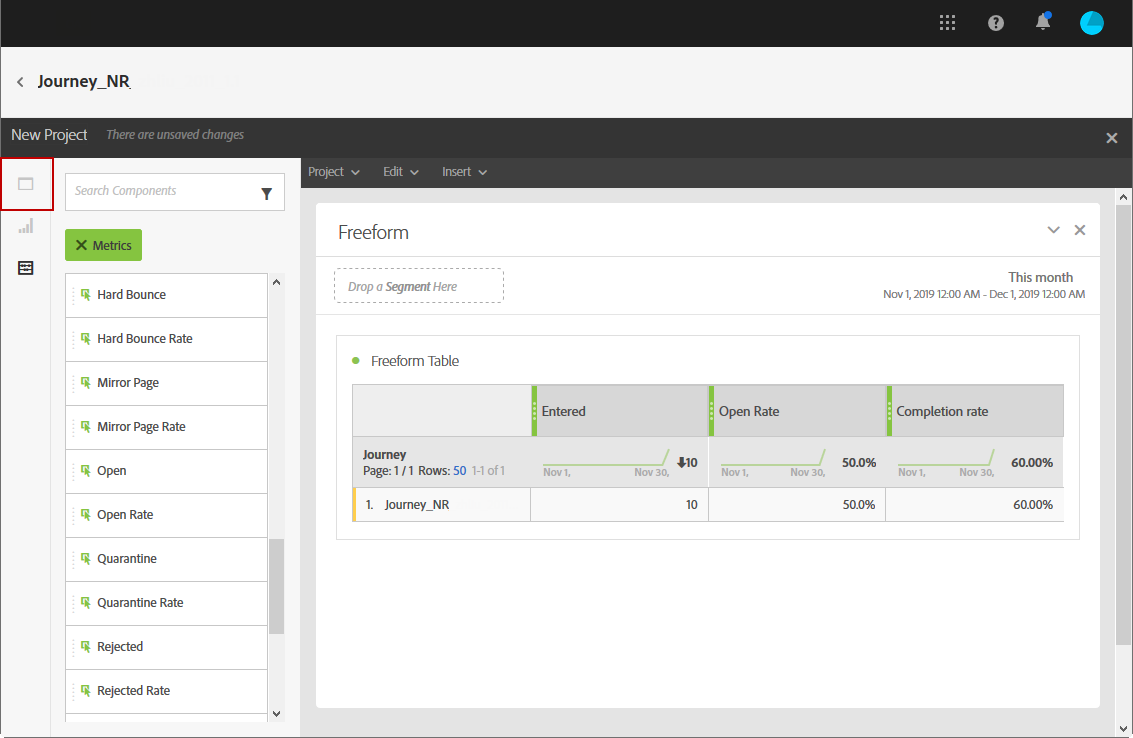 Journey_NR
New Project There are unsaved changes
Project Edit Insert
Search Components
Metrics
Hard Bounce
Hard Bounce Rate
Mirror Page
Mirror Page Rate
Open
Open Rate
Quarantine
Quarantine Rate
Rejected
Rejected Rate
Freeform
Drop a Segment Here
This month
Nov 1, 2019 12:00 AM - Dec 1, 2019 12:00 AM
Freeform Table
Entered Open Rate Completion rate
Journey
Page: 1 / 1 Rows: 50 1-1 of 1
Nov 1, Nov 30, 10 Nov 1, Nov 30, 50.0% Nov 1, Nov 30, 60.00%
1. Journey_NR 10 50.0% 60.00%